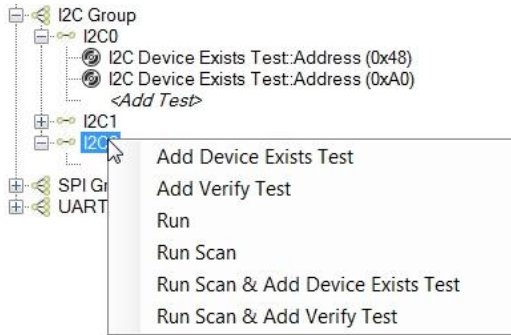 I2C Group
I2C0
I2C Device Exists Test::Address (0x48)
I2C Device Exists Test::Address (0xA0)
<Add Test>
I2C1
Add Device Exists Test
Add Verify Test
Run
Run Scan
Run Scan & Add Device Exists Test
Run Scan & Add Verify Test
SPI
UART